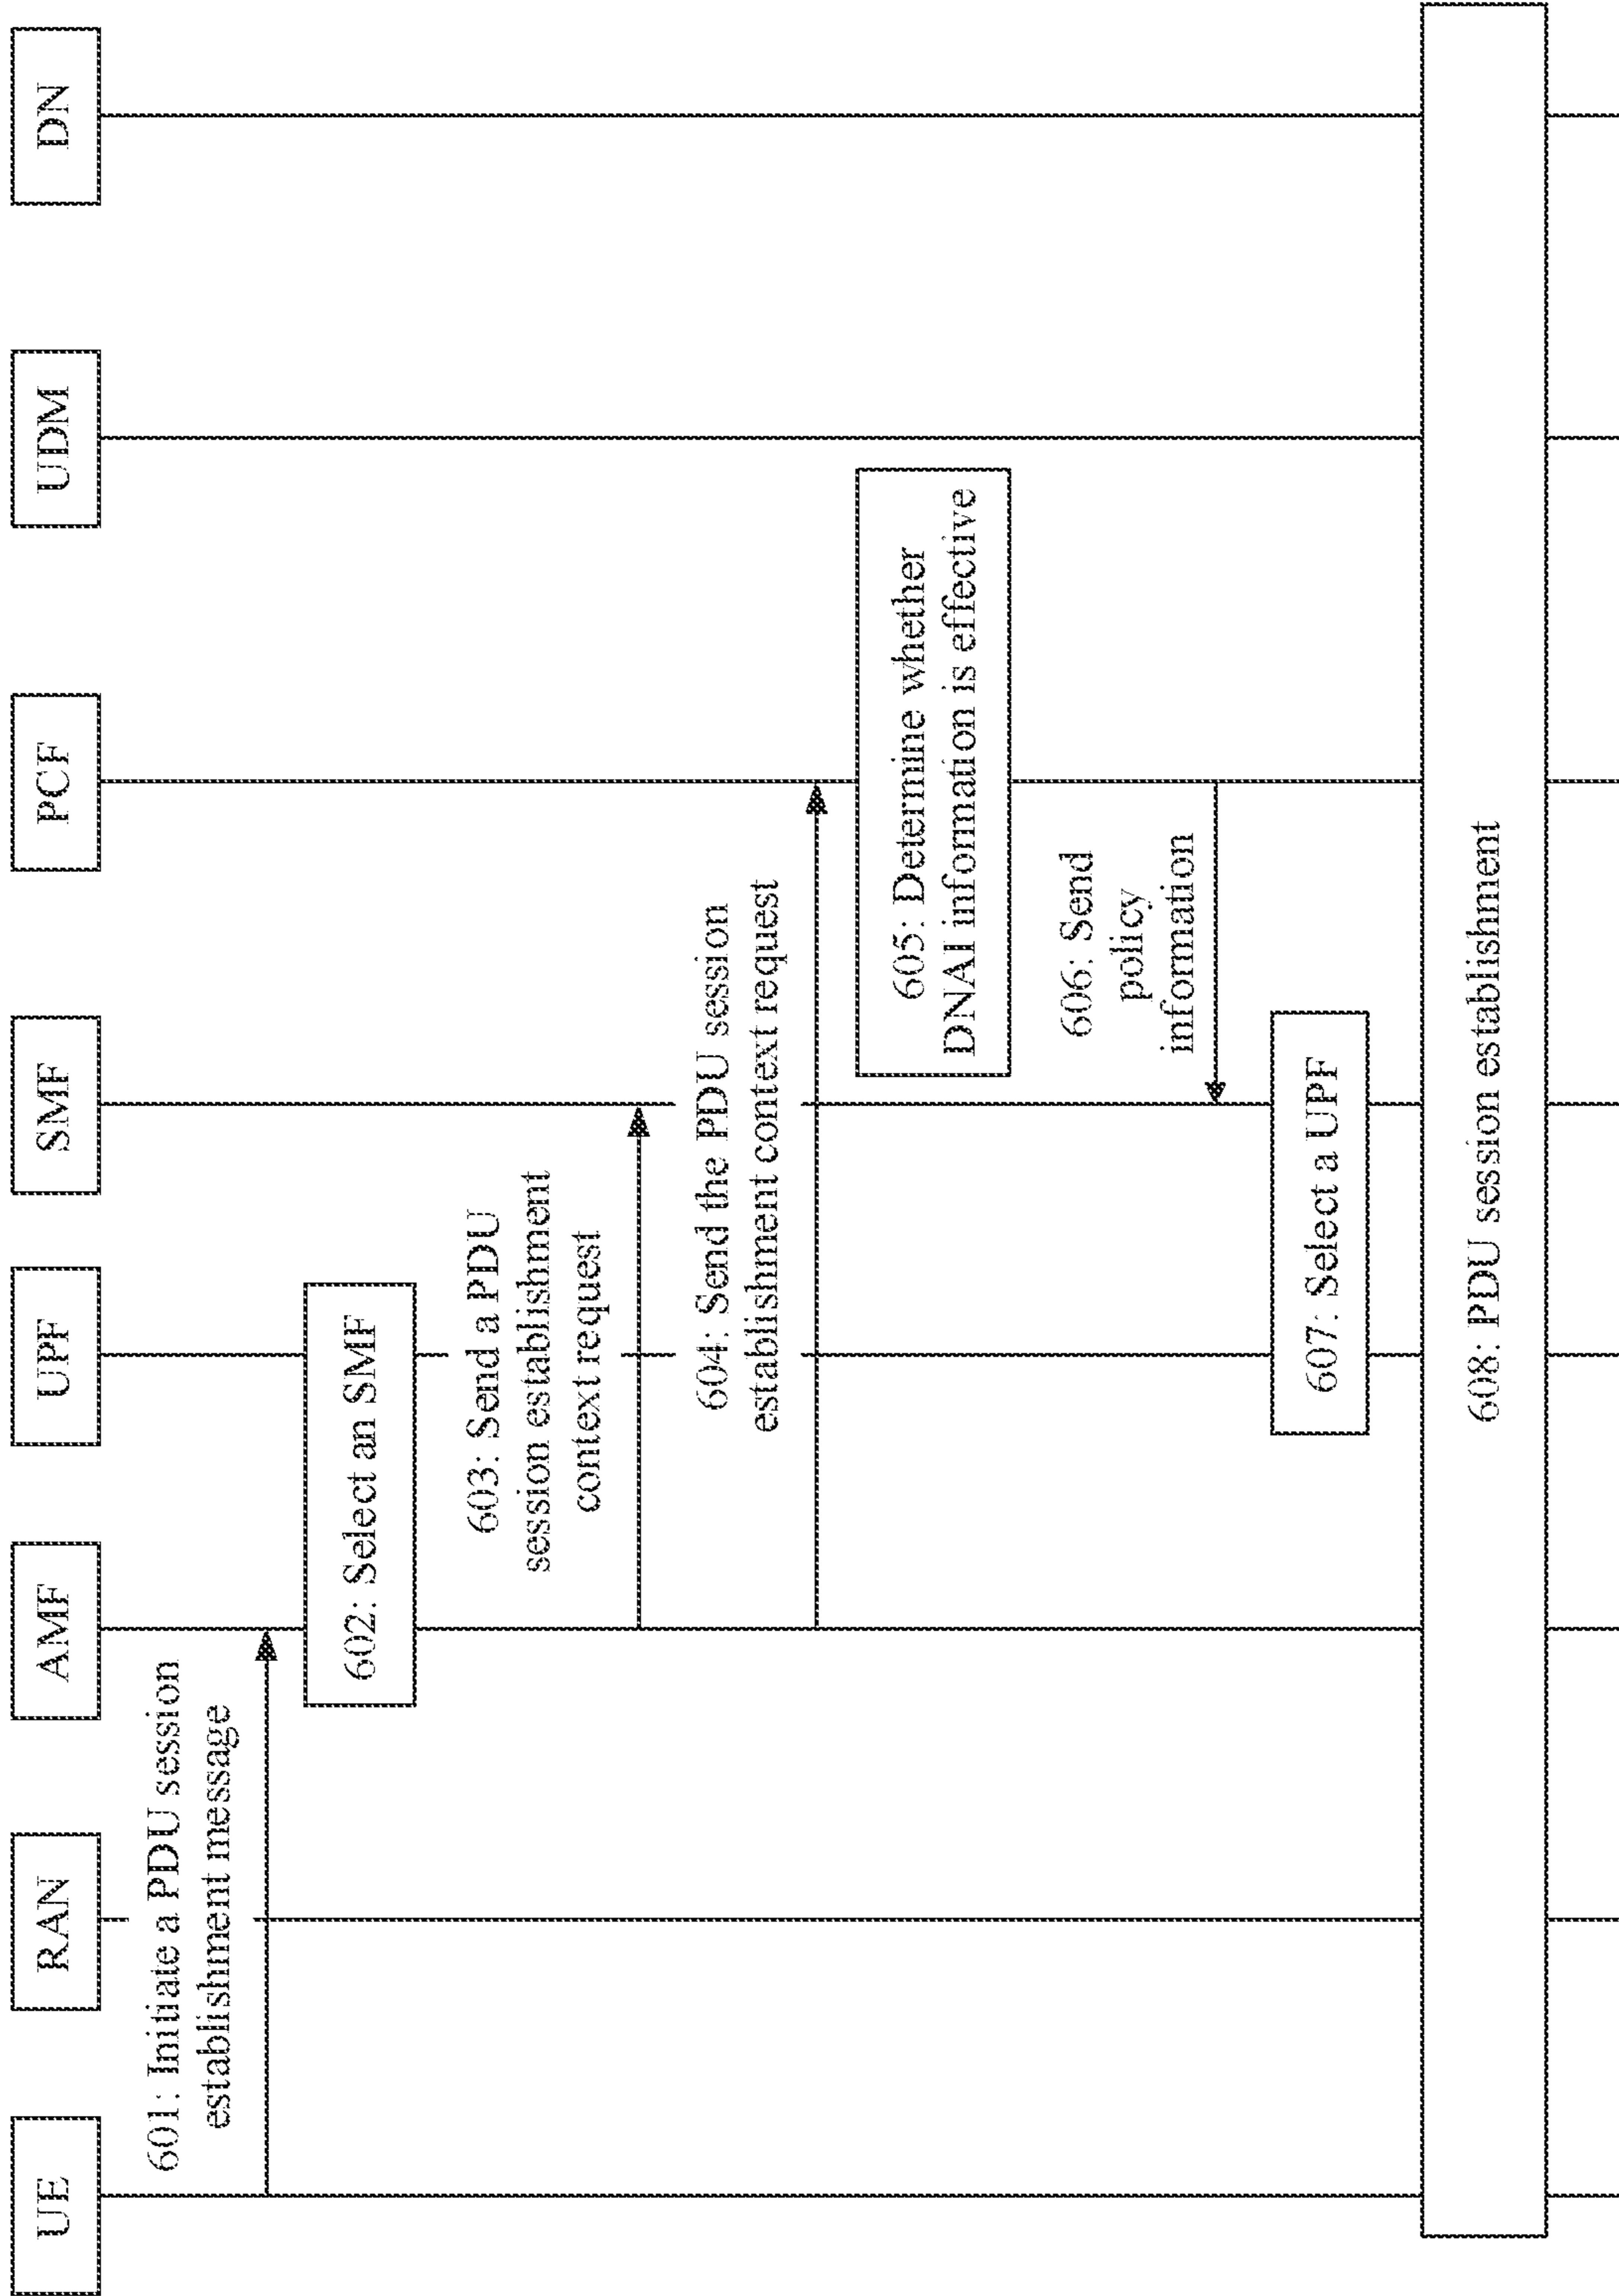 UE
RAN
AMF
UPF
SMF
PCF
UDM
DN
601: Initiate a PDU session
establishment message
602: Select an SMF
603: Send a PDU
session establishment
context request
604: Send the PDU session
establishment context request
605: Determine whether
DNAI information is effective
606: Send
policy
information
607: Select a UPF
608: PDU session establishment